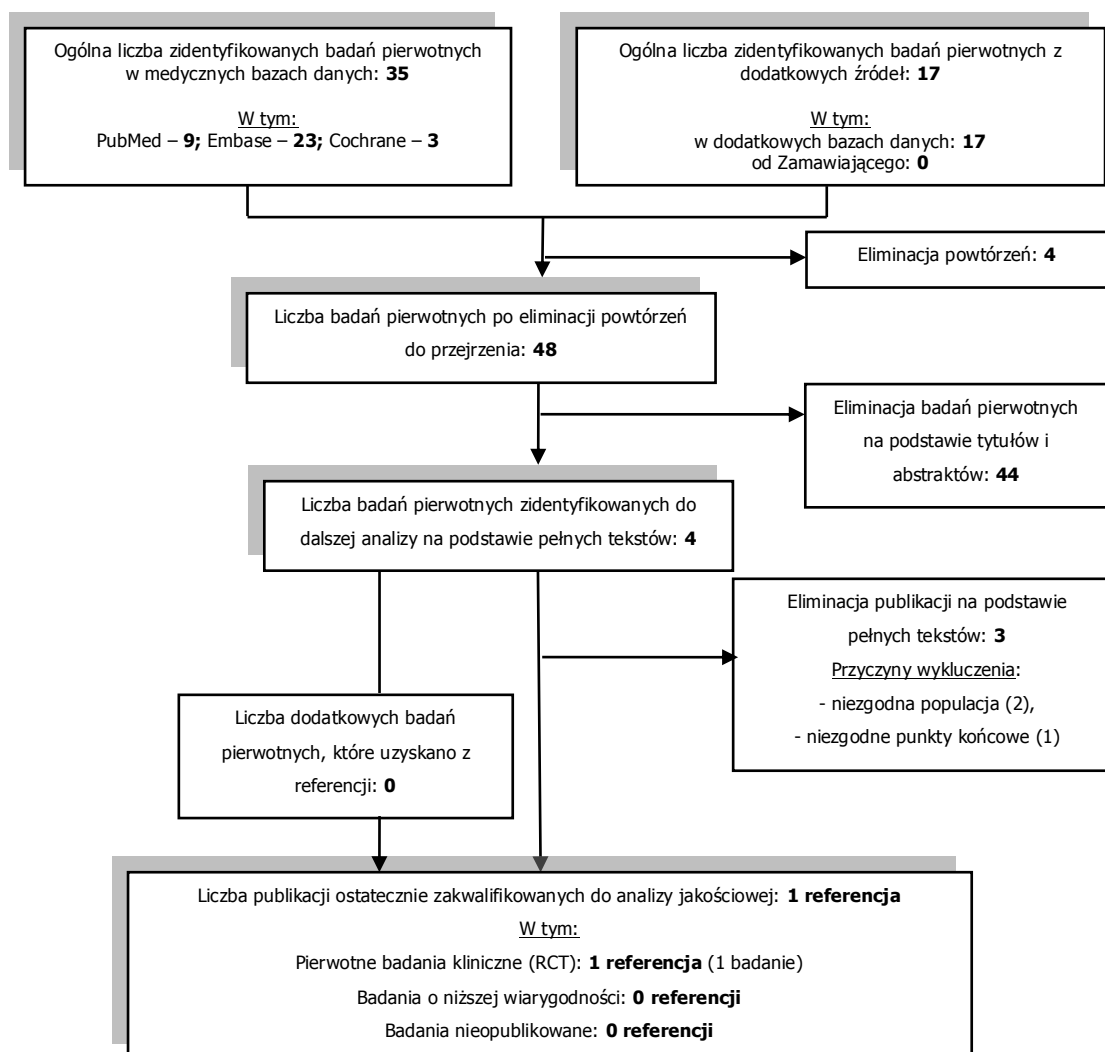 Ogólna liczba zidentyfikowanych badań pierwotnych
w medycznych bazach danych: 35
W tym:
PubMed – 9; Embase – 23; Cochrane – 3
Ogólna liczba zidentyfikowanych badań pierwotnych z
dodatkowych źródeł: 17
W tym:
w dodatkowych bazach danych: 17
od Zamawiającego: 0
Eliminacja powtórzeń: 4
Liczba badań pierwotnych po eliminacji powtórzeń
do przejrzenia: 48
Eliminacja badań pierwotnych
na podstawie tytułów i
abstraktów: 44
Liczba badań pierwotnych zidentyfikowanych do
dalszej analizy na podstawie pełnych tekstów: 4
Eliminacja publikacji na podstawie
pełnych tekstów: 3
Przyczyny wykluczenia:
- niezgodna populacja (2),
- niezgodne punkty końcowe (1)
Liczba dodatkowych badań
pierwotnych, które uzyskano z
referencji: 0
Liczba publikacji ostatecznie zakwalifikowanych do analizy jakościowej: 1 referencja
W tym:
Pierwotne badania kliniczne (RCT): 1 referencja (1 badanie)
Badania o niższej wiarygodności: 0 referencji
Badania nieopublikowane: 0 referencji